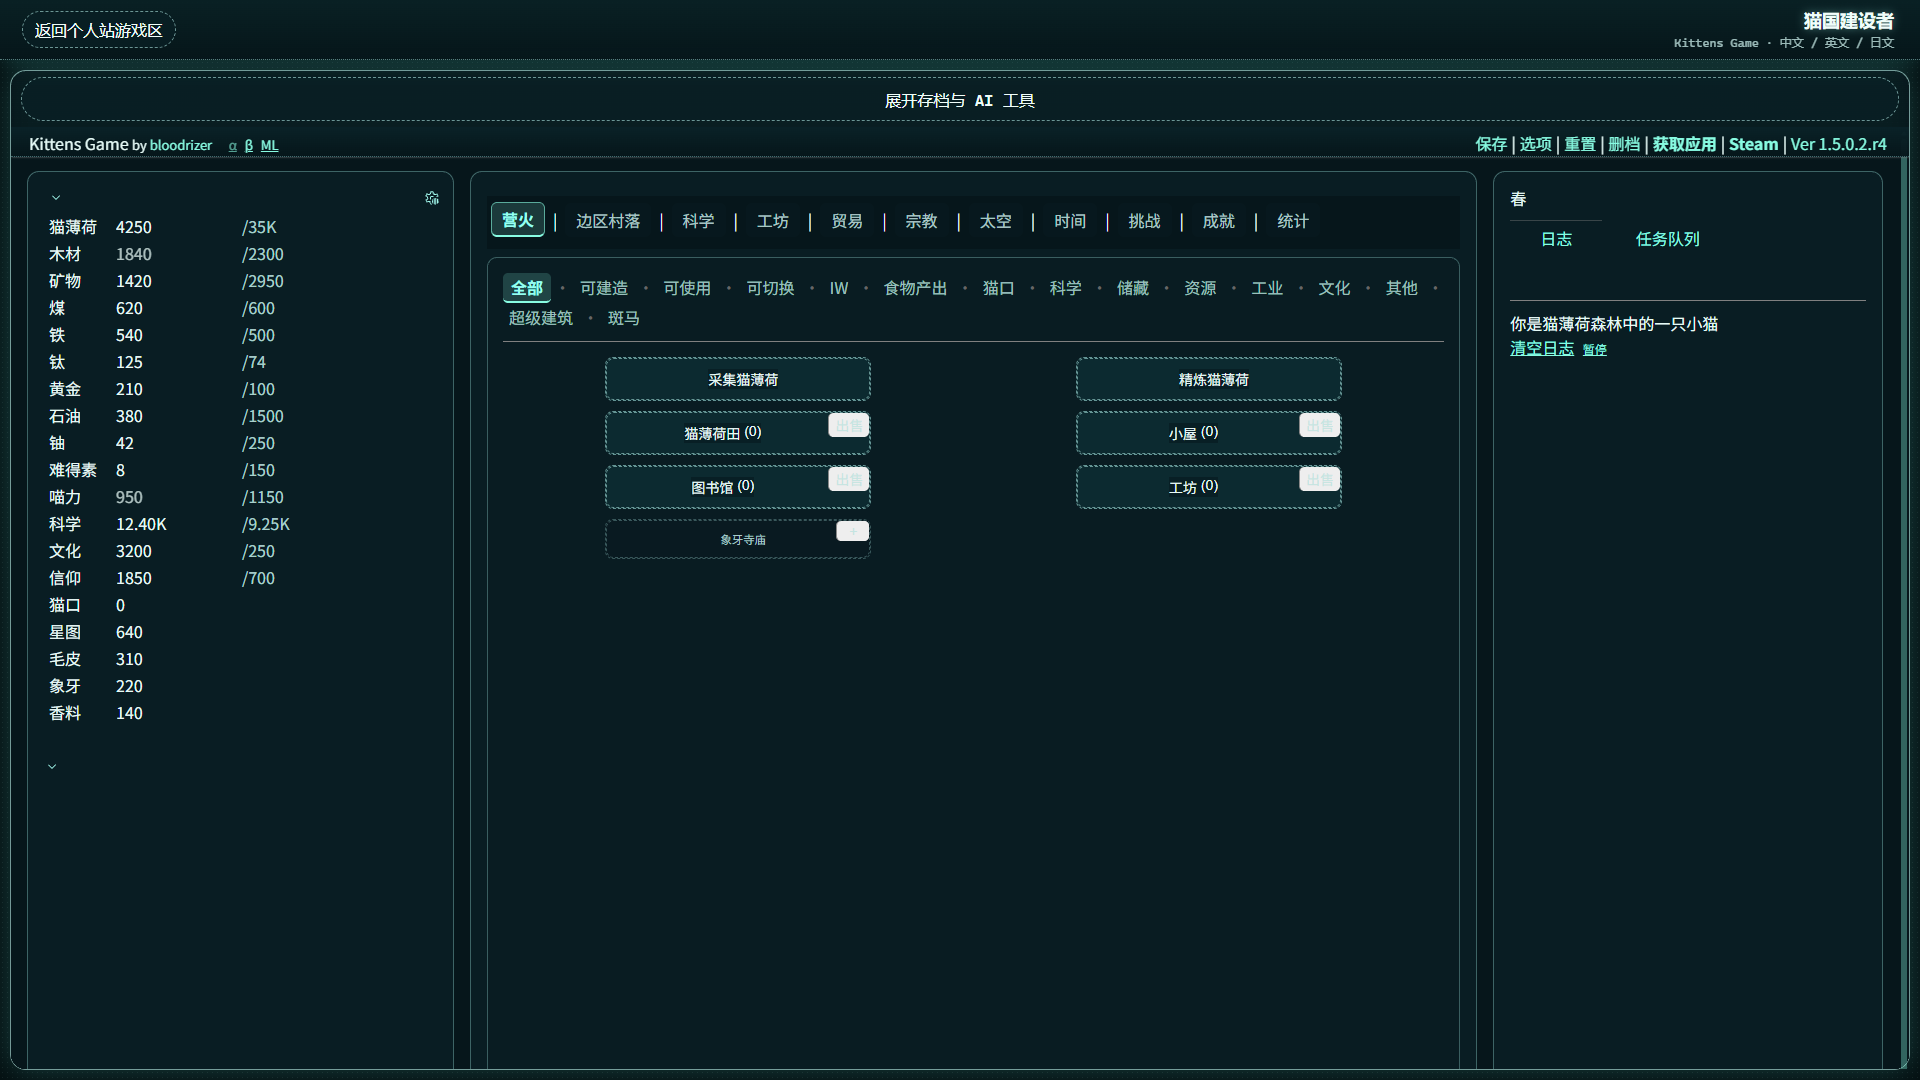 返回个人站游戏区
猫国建设者
Kittens Game · 中文 / 英文 / 日文
展开存档与 AI 工具
Kittens Game by bloodrizer α β ML
保存 | 选项 | 重置 | 删档 | 获取应用 | Steam | Ver 1.5.0.2.r4
猫薄荷 4250 /35K
木材 1840 /2300
矿物 1420 /2950
煤 620 /600
铁 540 /500
钛 125 /74
黄金 210 /100
石油 380 /1500
铀 42 /250
难得素 8 /150
喵力 950 /1150
科学 12.40K /9.25K
文化 3200 /250
信仰 1850 /700
猫口 0
星图 640
毛皮 310
象牙 220
香料 140
营火 | 边区村落 | 科学 | 工坊 | 贸易 | 宗教 | 太空 | 时间 | 挑战 | 成就 | 统计
全部 · 可建造 · 可使用 · 可切换 · IW · 食物产出 · 猫口 · 科学 · 储藏 · 资源 · 工业 · 文化 · 其他 ·
超级建筑 · 斑马
采集猫薄荷
精炼猫薄荷
猫薄荷田 (0) 出售
小屋 (0) 出售
图书馆 (0) 出售
工坊 (0) 出售
象牙寺庙
春
日志 任务队列
你是猫薄荷森林中的一只小猫
清空日志 暂停